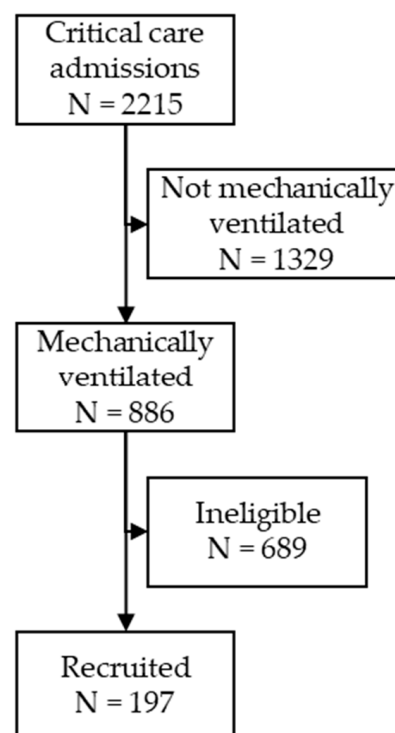 Critical care
admissions
N = 2215
Not mechanically
ventilated
N = 1329
Mechanically
ventilated
N = 886
Ineligible
N = 689
Recruited
N = 197